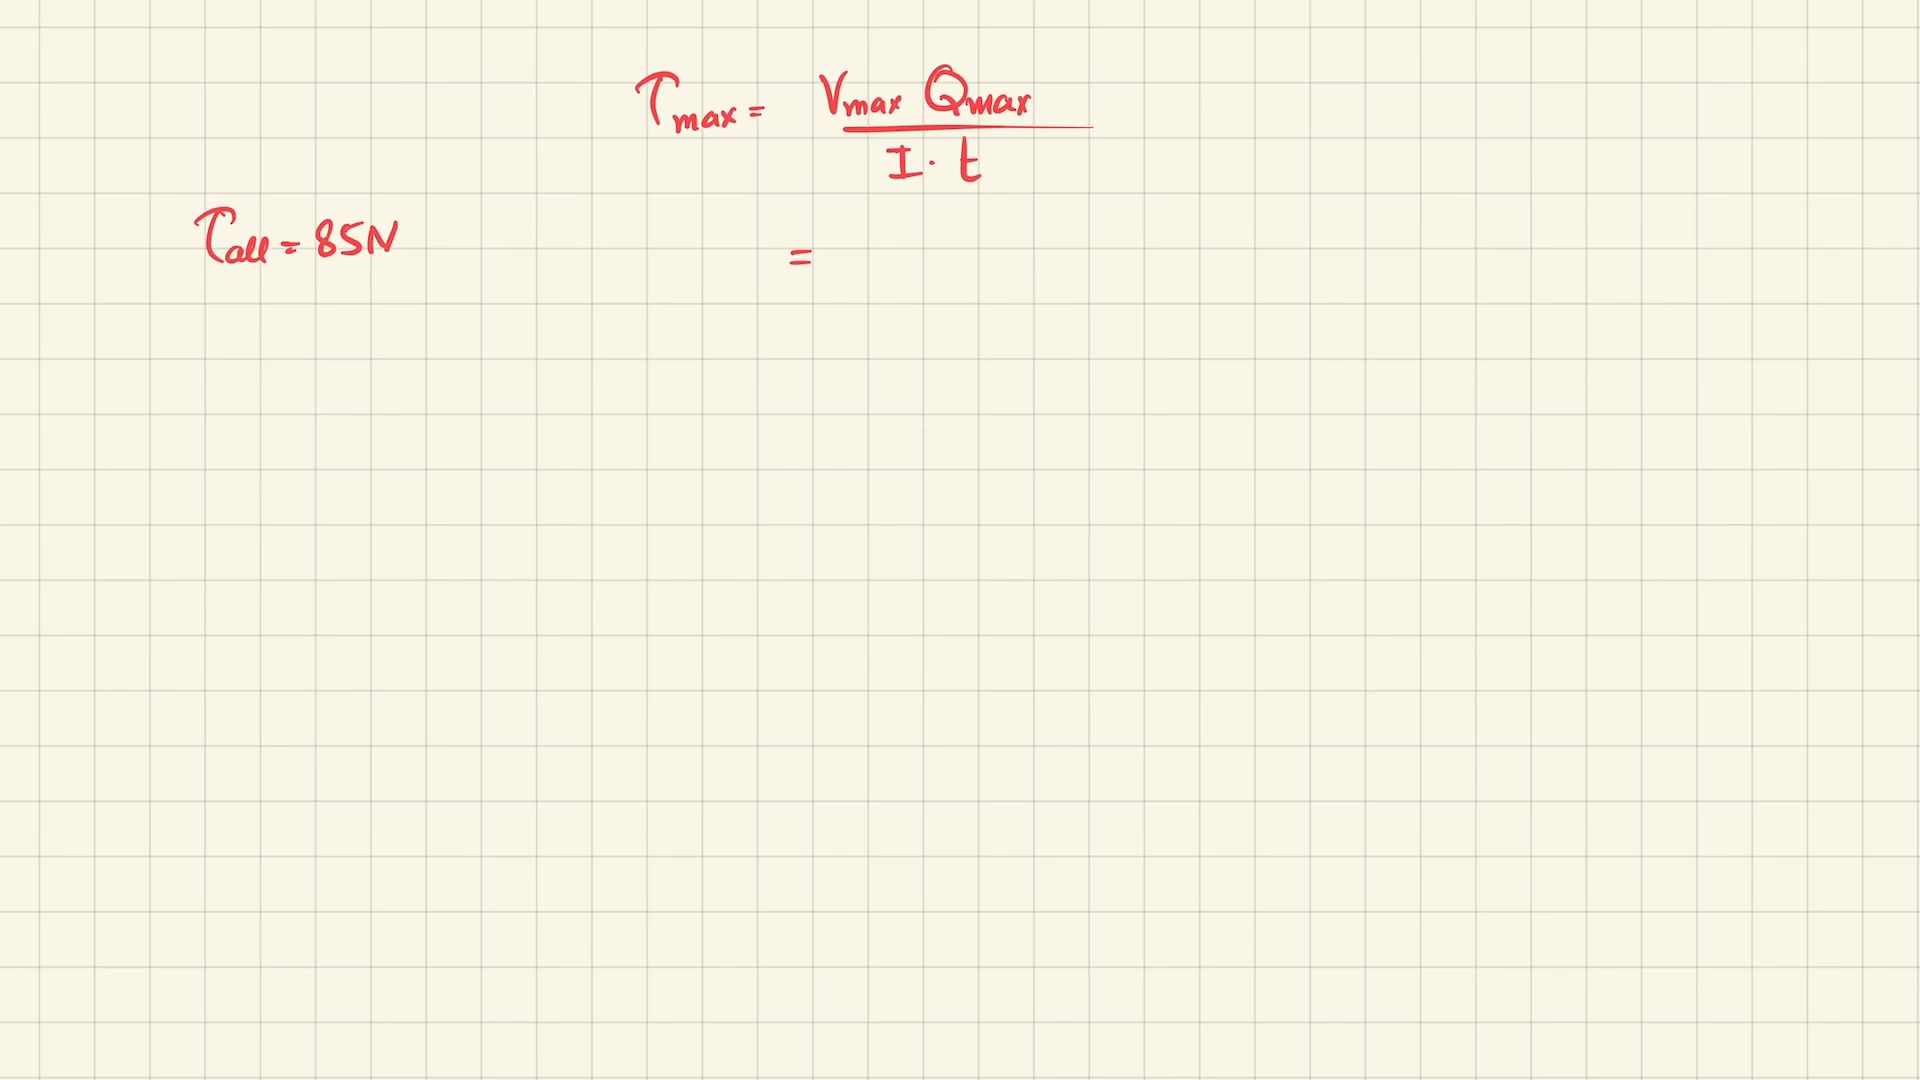 τmax = Vmax Qmax
I · t
τall = 85N
=